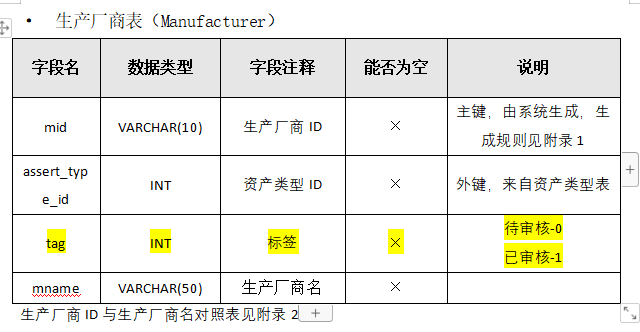 • 生产厂商表（Manufacturer）
字段名 数据类型 字段注释 能否为空 说明
mid VARCHAR(10) 生产厂商 ID × 主键，由系统生，生
成规则见附录 1
assert_typ
e_id INT 资产类型 ID × 外键，来自资产类型表
tag INT 标签 × 待审核-0
已审核-1
mname VARCHAR(50) 生产厂商名 ×
生产厂商 ID 与生产厂商名对照表见附录 2